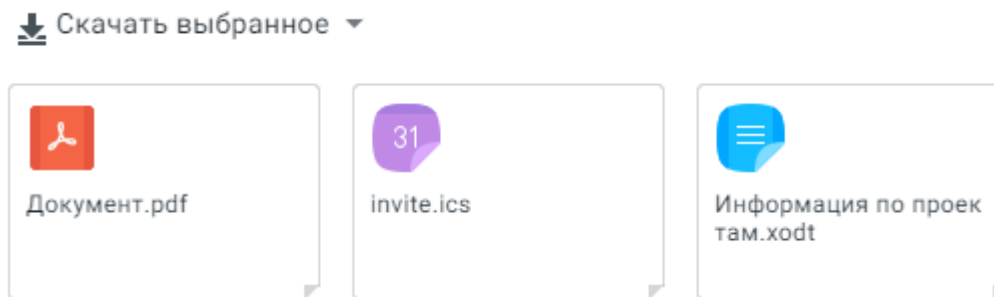 Скачать выбранное
31
Документ.pdf
invite.ics
Информация по проек
там.xodt